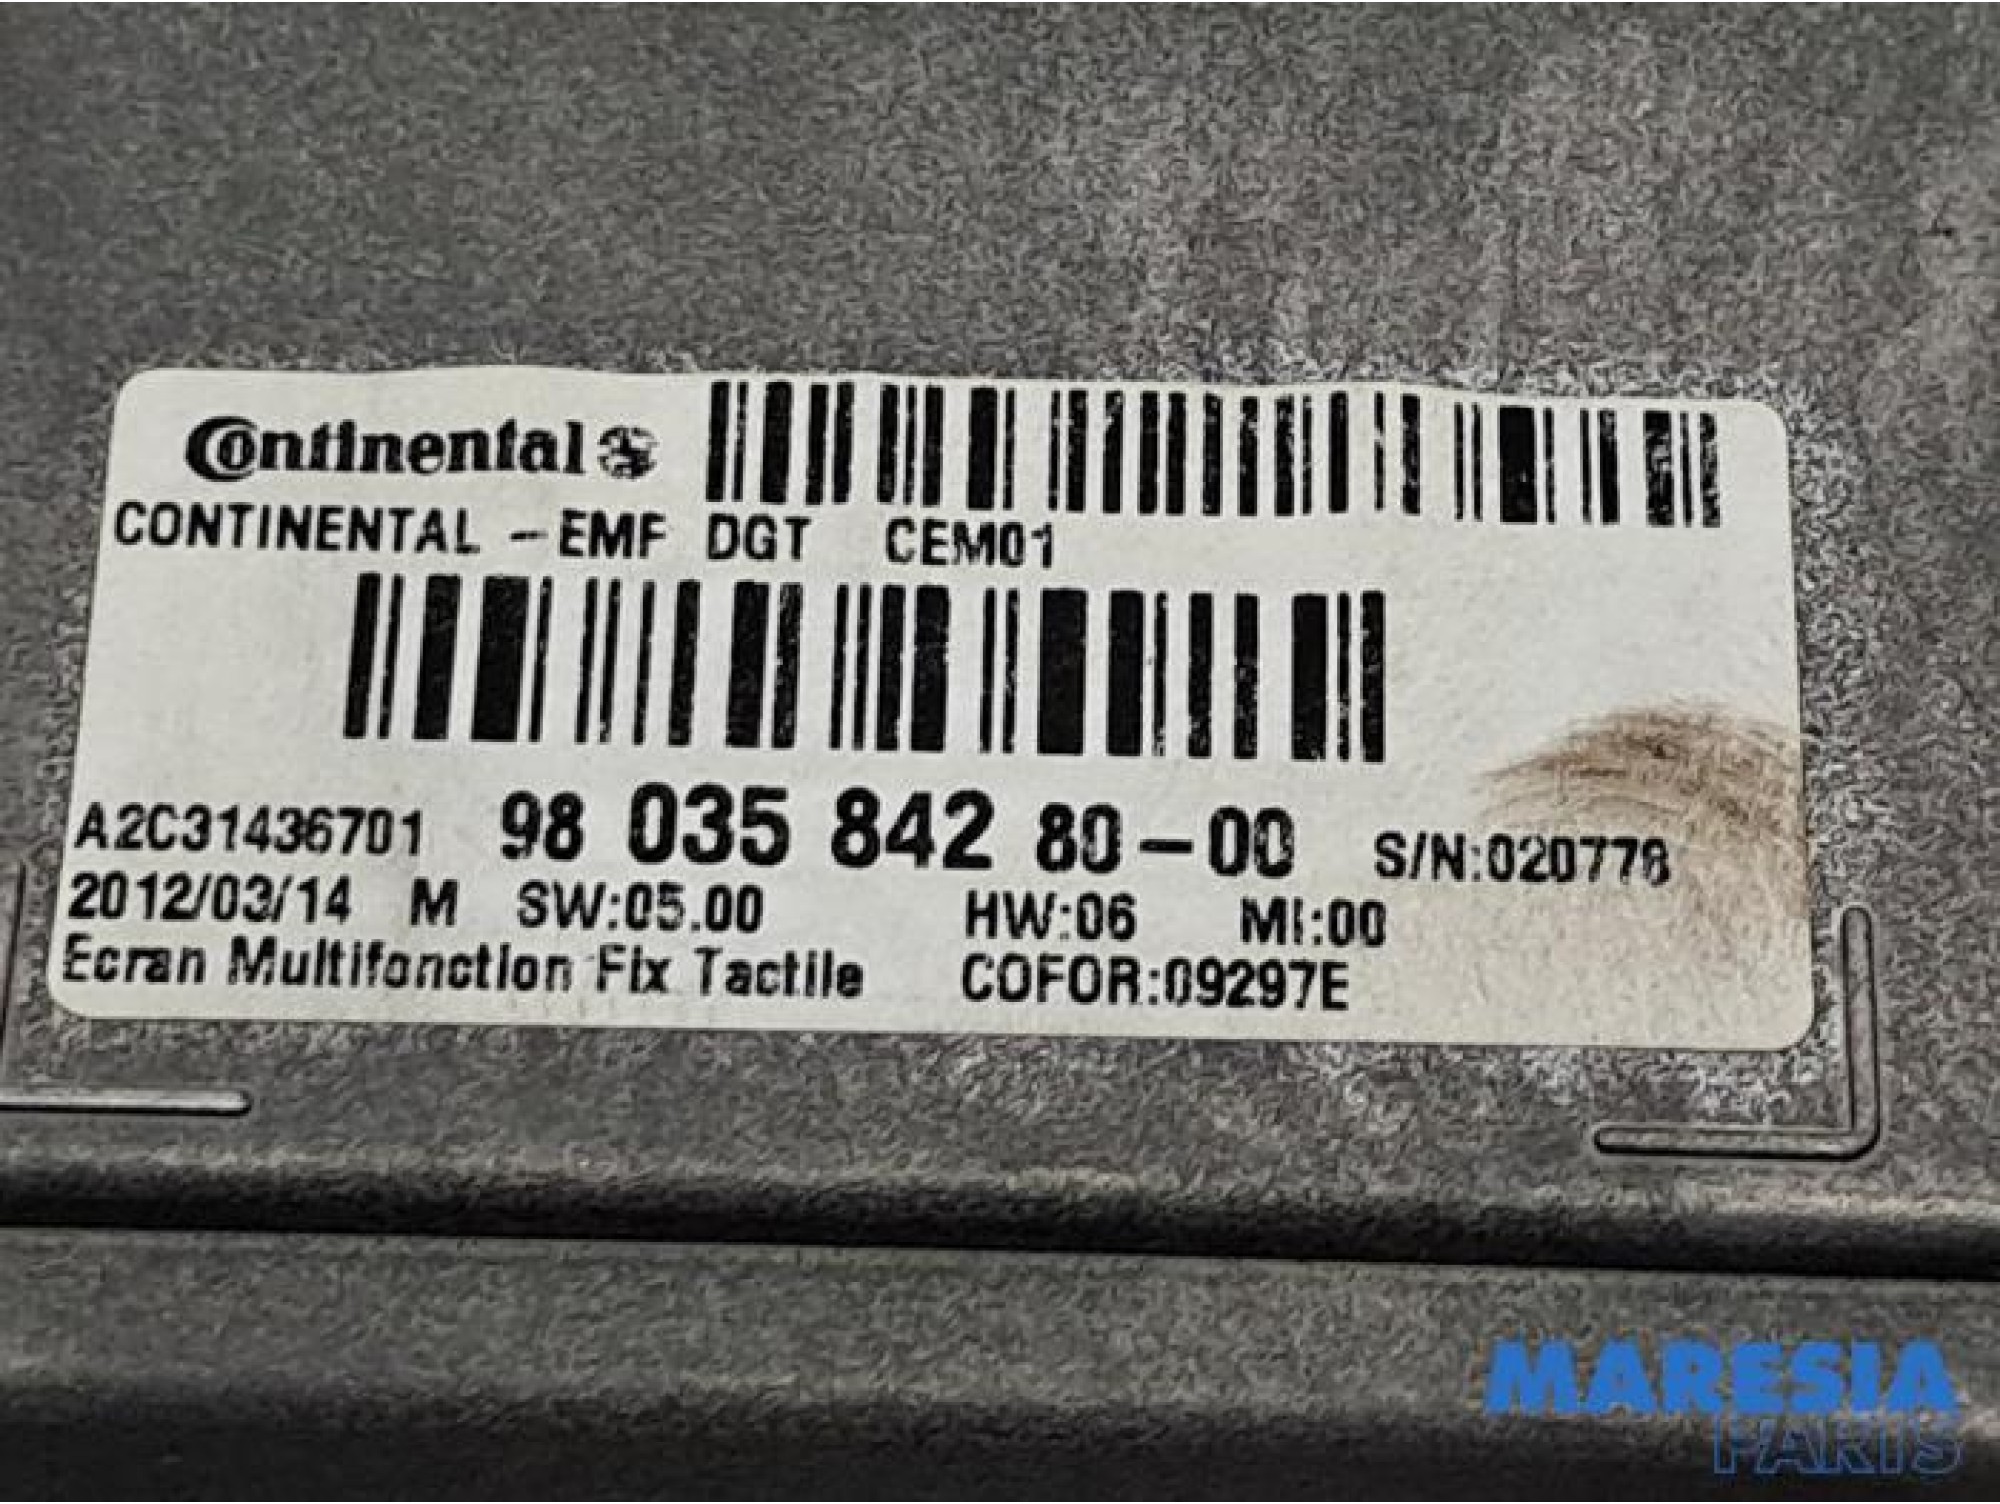 Continental
CONTINENTAL -EMF DGT CEM01
A2C31436701 98 035 842 80-00 S/N:020778
2012/03/14 M SW:05.00 HW:06 MI:00
Ecran Multifonction Fix Tactile COFOR:09297E
MARESIA
PARTS